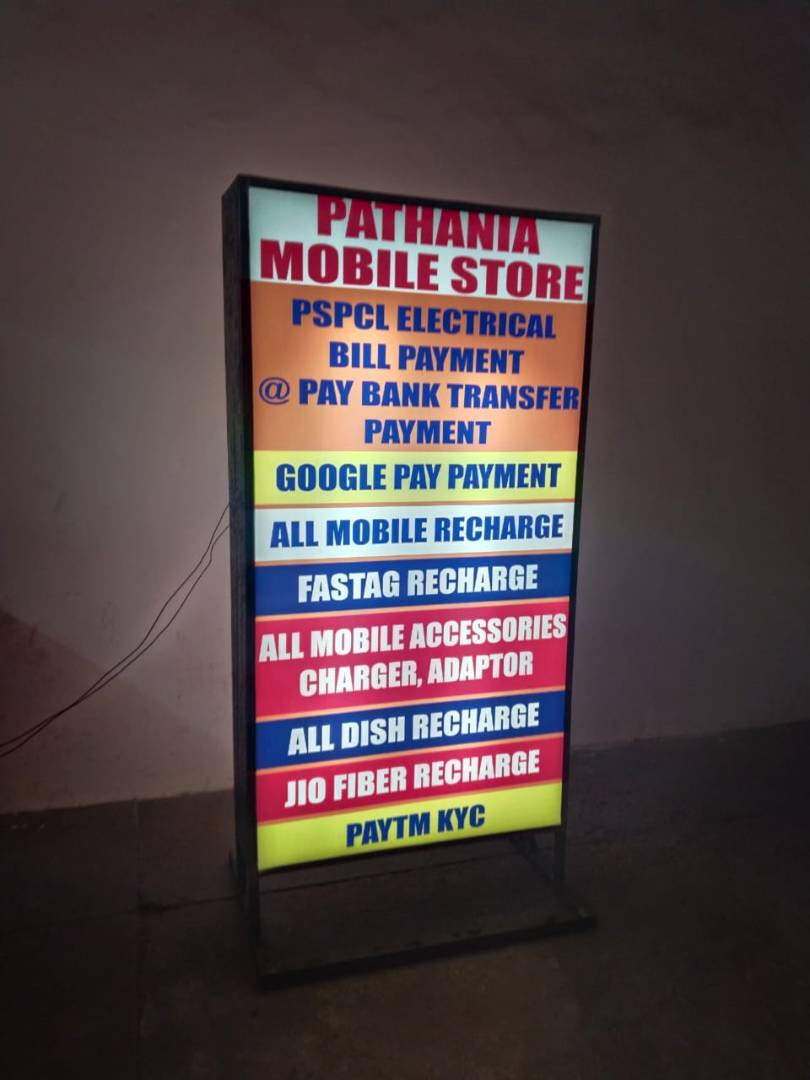 PATHANIA
MOBILE STORE
PSPCL ELECTRICAL
BILL PAYMENT
@ PAY BANK TRANSFER
PAYMENT
GOOGLE PAY PAYMENT
ALL MOBILE RECHARGE
FASTAG RECHARGE
ALL MOBILE ACCESSORIES
CHARGER, ADAPTOR
ALL DISH RECHARGE
JIO FIBER RECHARGE
PAYTM KYC